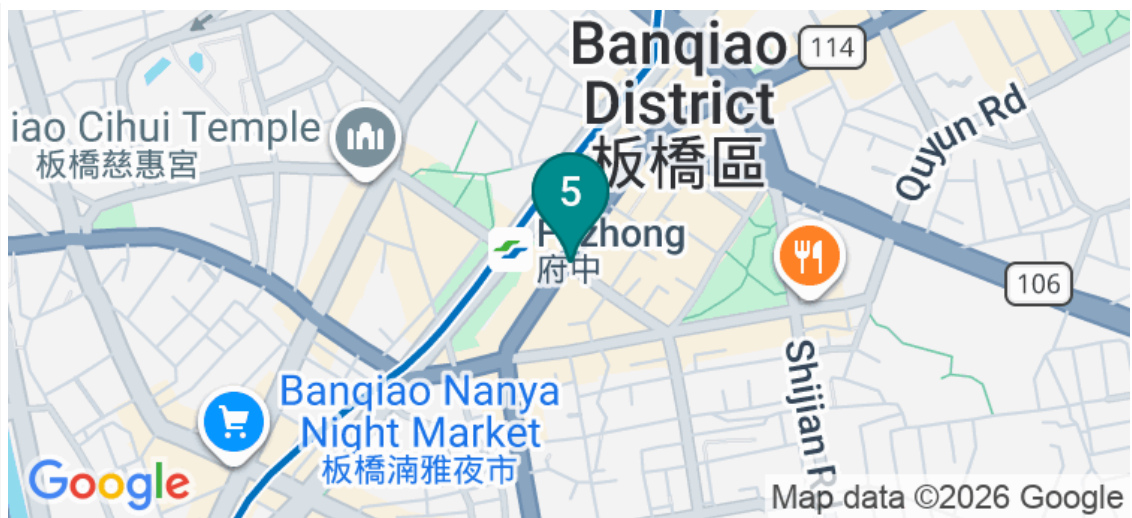 Banqiao
District
板橋區
114
Quyun Rd
iao Cihui Temple
板橋慈惠宮
5
府中
106
Shijian R
Banqiao Nanya
Night Market
板橋湳雅夜市
Google
Map data ©2026 Google